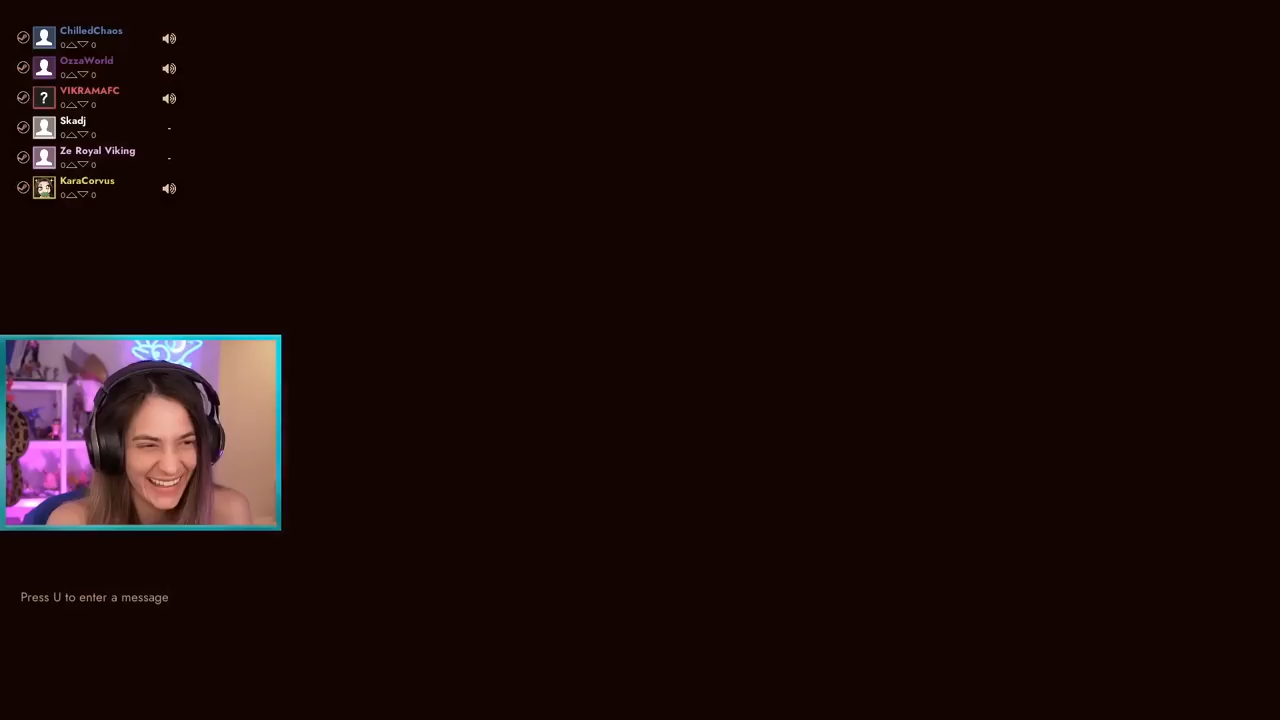 ChilledChaos
0 0
OzzaWorld
0 0
VIKRAMAFC
?
0 0
Skadj
0 0
-
Ze Royal Viking
0 0
-
KaraCorvus
0 0
Press U to enter a message